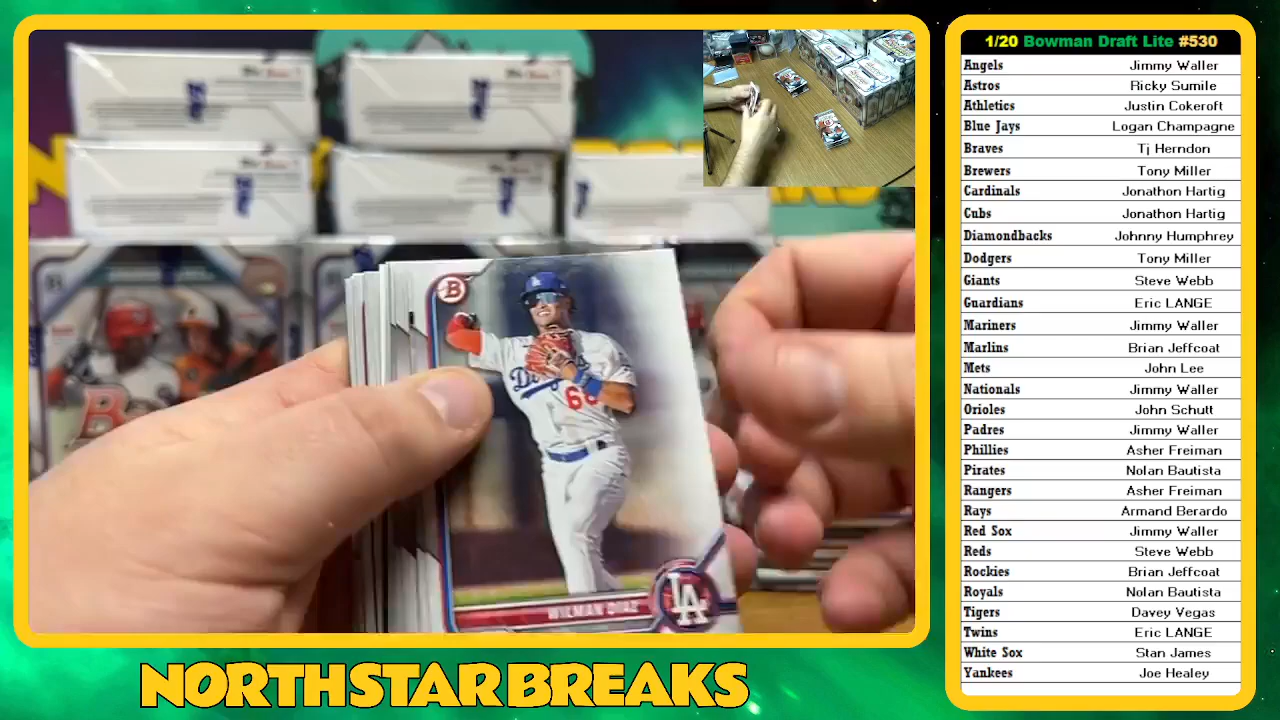 1/20 Bowman Draft Lite #530
Angels Jimmy Waller
Astros Ricky Sumile
Athletics Justin Cokeroft
Blue Jays Logan Champagne
Braves Tj Herndon
Brewers Tony Miller
Cardinals Jonathon Hartig
Cubs Jonathon Hartig
Diamondbacks Johnny Humphrey
Dodgers Tony Miller
Giants Steve Webb
Guardians Eric LANGE
Mariners Jimmy Waller
Marlins Brian Jeffcoat
Mets John Lee
Nationals Jimmy Waller
Orioles John Schutt
Padres Jimmy Waller
Phillies Asher Freiman
Pirates Nolan Bautista
Rangers Asher Freiman
Rays Armand Berardo
Red Sox Jimmy Waller
Reds Steve Webb
Rockies Brian Jeffcoat
Royals Nolan Bautista
Tigers Davey Vegas
Twins Eric LANGE
White Sox Stan James
Yankees Joe Healey
B
Dodgers
WILMAN DIAZ
LA
NORTHSTAR BREAKS